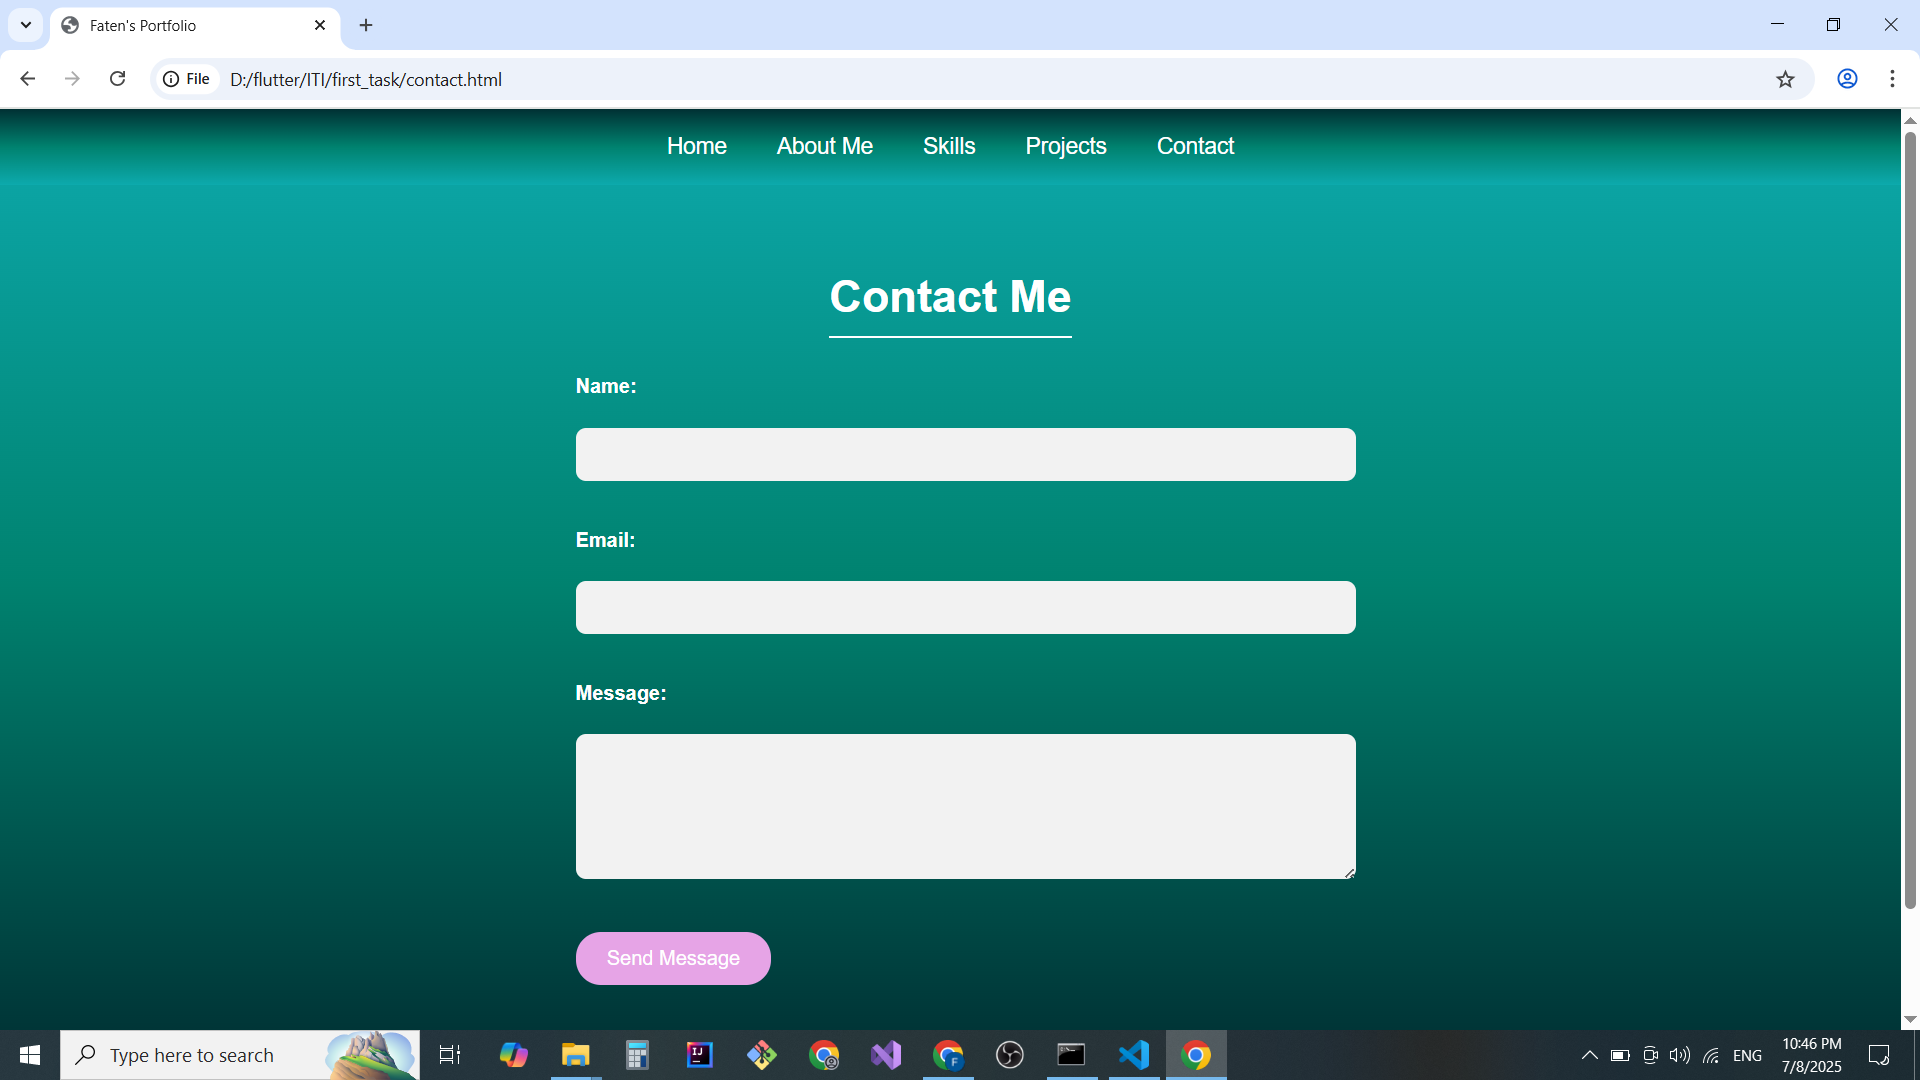 Faten's Portfolio
File D:/flutter/ITI/first_task/contact.html
Home About Me Skills Projects Contact
Contact Me
Name:
Email:
Message:
Send Message
Type here to search
IJ
F
ENG
10:46 PM
7/8/2025